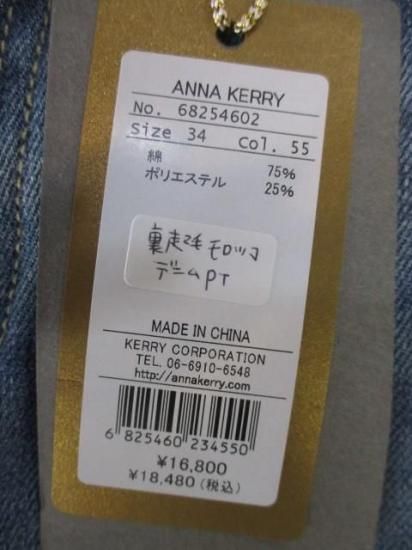 ANNA KERRY
No. 68254602
Size 34 Col. 55
綿 75%
ポリエステル 25%
裏起毛モロッコ
デニムPT
MADE IN CHINA
KERRY CORPORATION
TEL. 06-6910-6548
http://annakerry.com/
6 825460 234550
¥16,800
¥18,480(税込)